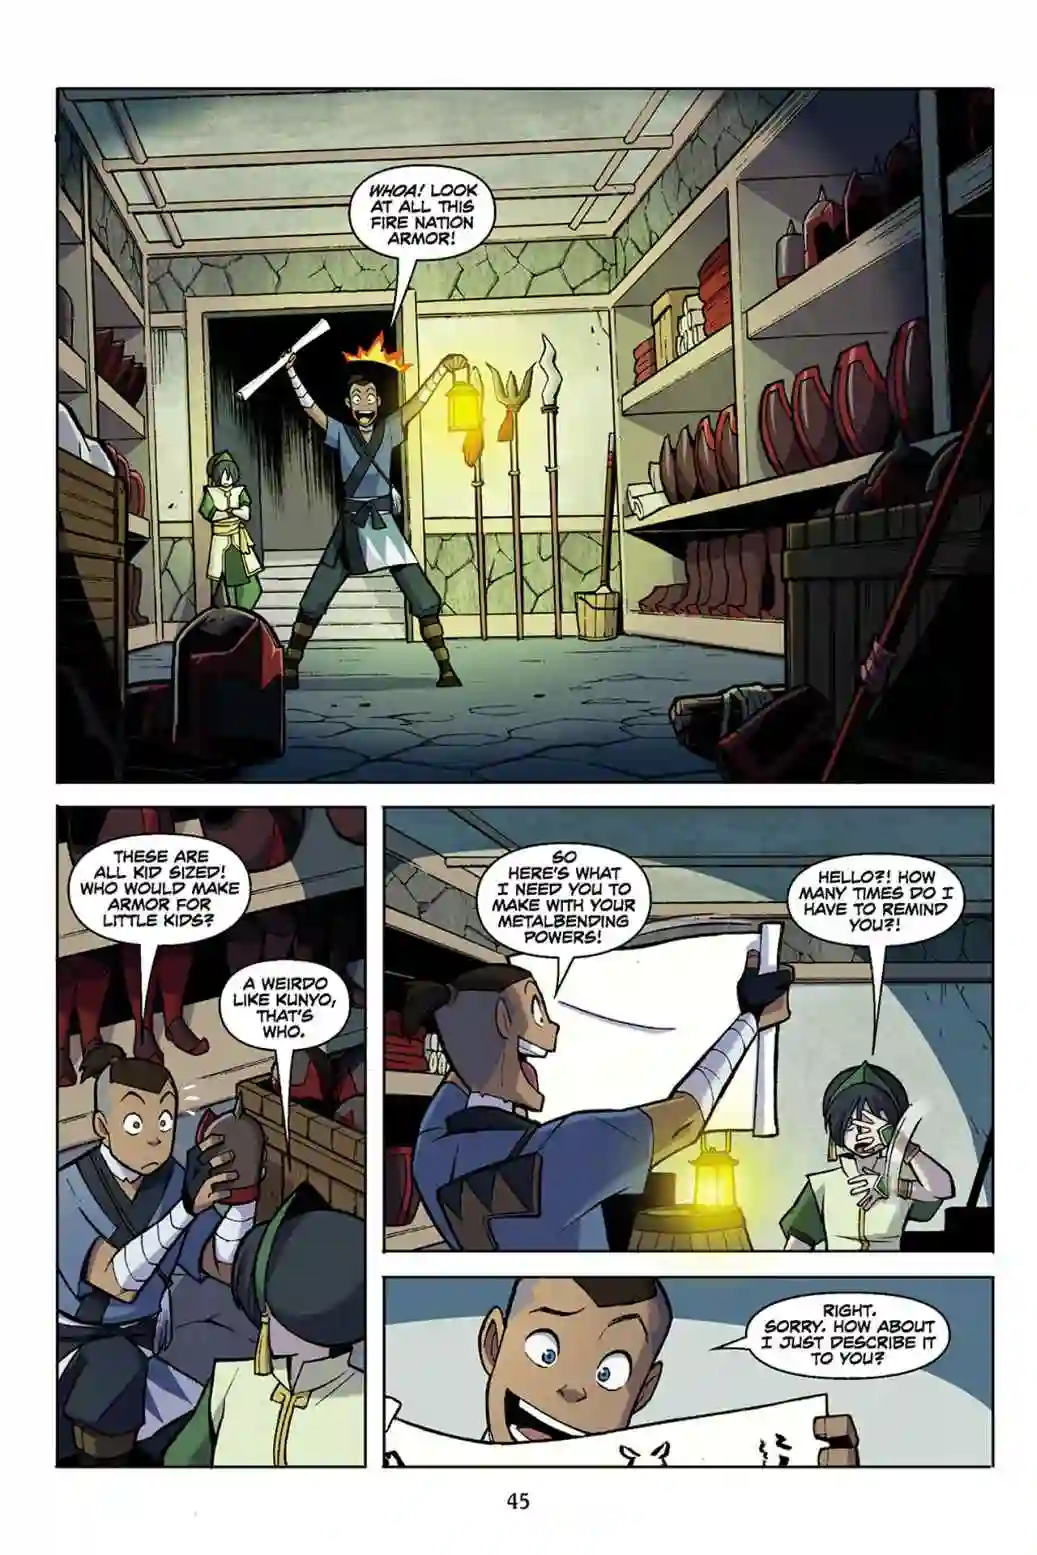 WHOA! LOOK
AT ALL THIS
FIRE NATION
ARMOR!
THESE ARE
ALL KID SIZED!
WHO WOULD MAKE
ARMOR FOR
LITTLE KIDS?
A WEIRDO
LIKE KUNYO,
THAT'S
WHO.
SO
HERE'S WHAT
I NEED YOU TO
MAKE WITH YOUR
METALBENDING
POWERS!
HELLO?! HOW
MANY TIMES DO I
HAVE TO REMIND
YOU?!
RIGHT.
SORRY. HOW ABOUT
I JUST DESCRIBE IT
TO YOU?
45